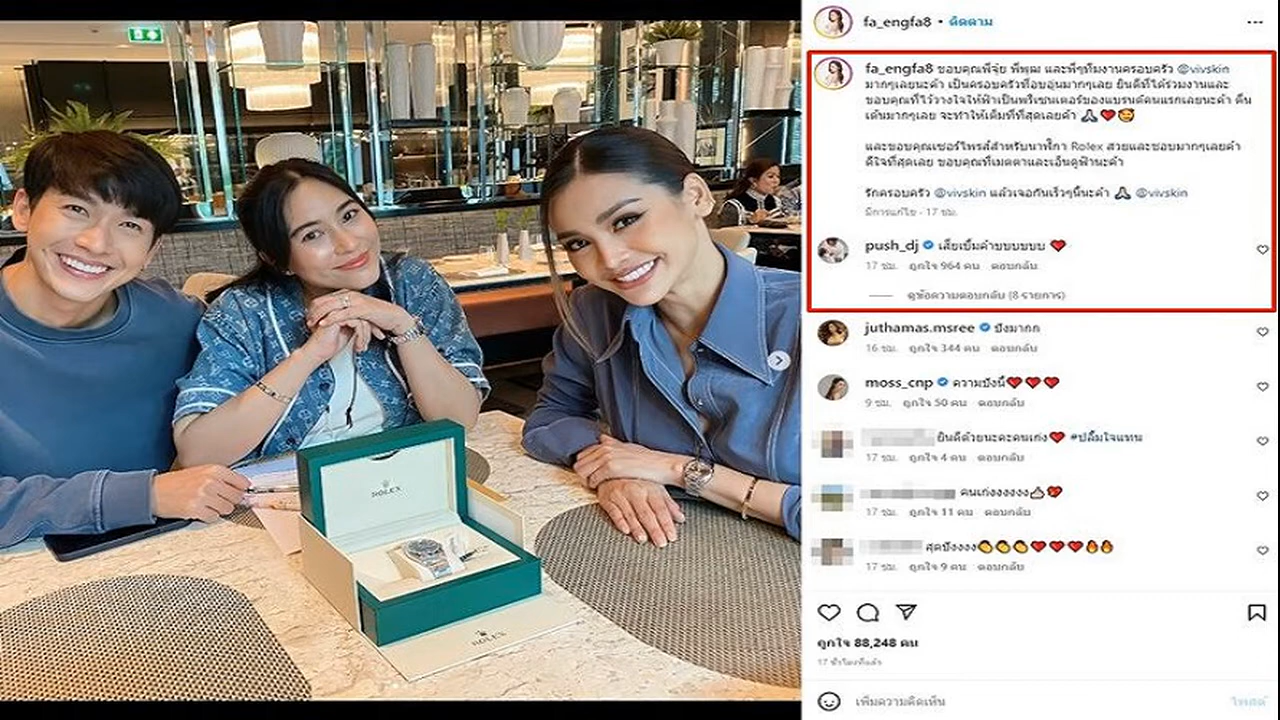 fa_engfa8 • ติดตาม
fa_engfa8 ขอบคุณพี่จุ๋ย พี่พุฒ และพี่ๆทีมงานครอบครัว @vivskin
มากๆเลยนะค้า เป็นครอบครัวที่อบอุ่นมากๆเลย ยินดีที่ได้ร่วมงานและ
ขอบคุณที่ไว้วางใจให้ฟ้าเป็นพรีเซนเตอร์ของแบรนด์คนแรกเลยนะค้า ตื่น
เต้นมากๆเลย จะทำให้เต็มที่ที่สุดเลยค้า 🙏❤️🥰
และขอบคุณเซอร์ไพรส์สำหรับนาฬิกา Rolex สวยและชอบมากๆเลยค้า
ดีใจที่สุดเลย ขอบคุณที่เมตตาและเอ็นดูฟ้านะค้า
รักครอบครัว @vivskin แล้วเจอกันเร็วๆนี้นะค้า 🙏 @vivskin
มีการแก้ไข · 17 ชม.
push_dj เสี่ยเข้มค้าบบบบบ ❤️
17 ชม. ถูกใจ 964 คน ตอบกลับ
ดูข้อความตอบกลับ (8 รายการ)
juthamas.msree ปังมากก
16 ชม. ถูกใจ 344 คน ตอบกลับ
moss_cnp ความปังนี้❤️❤️❤️
9 ชม. ถูกใจ 50 คน ตอบกลับ
ยินดีด้วยนะคะคนเก่ง❤️ #ปลื้มใจแทน
17 ชม. ถูกใจ 4 คน ตอบกลับ
คนเก่งงงงงง👍💖
17 ชม. ถูกใจ 11 คน ตอบกลับ
สุดปังงงง👏👏👏❤️❤️❤️🔥🔥
17 ชม. ถูกใจ 9 คน ตอบกลับ
ถูกใจ 88,248 คน
17 ชั่วโมงที่แล้ว
เพิ่มความคิดเห็น
โพสต์
ROLEX
ROLEX